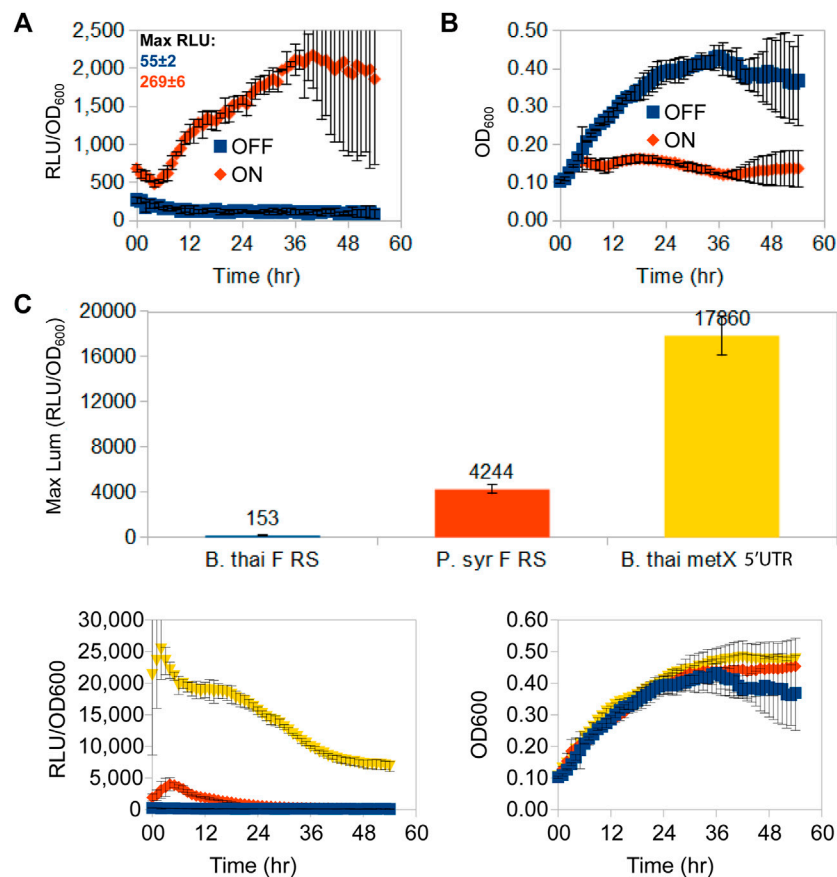 A
2,500
2,000
1,500
1,000
500
0
RLU/OD600
Max RLU:
55±2
269±6
OFF
ON
00 12 24 36 48 60
Time (hr)
B
0.50
0.40
0.30
0.20
0.10
0.00
OD600
OFF
ON
00 12 24 36 48 60
Time (hr)
C
20000
16000
12000
8000
4000
0
Max Lum (RLU/OD600)
153
4244
17860
B. thai F RS
P. syr F RS
B. thai metX 5'UTR
30,000
25,000
20,000
15,000
10,000
5,000
0
RLU/OD600
00 12 24 36 48 60
Time (hr)
0.60
0.50
0.40
0.30
0.20
0.10
0.00
OD600
00 12 24 36 48 60
Time (hr)